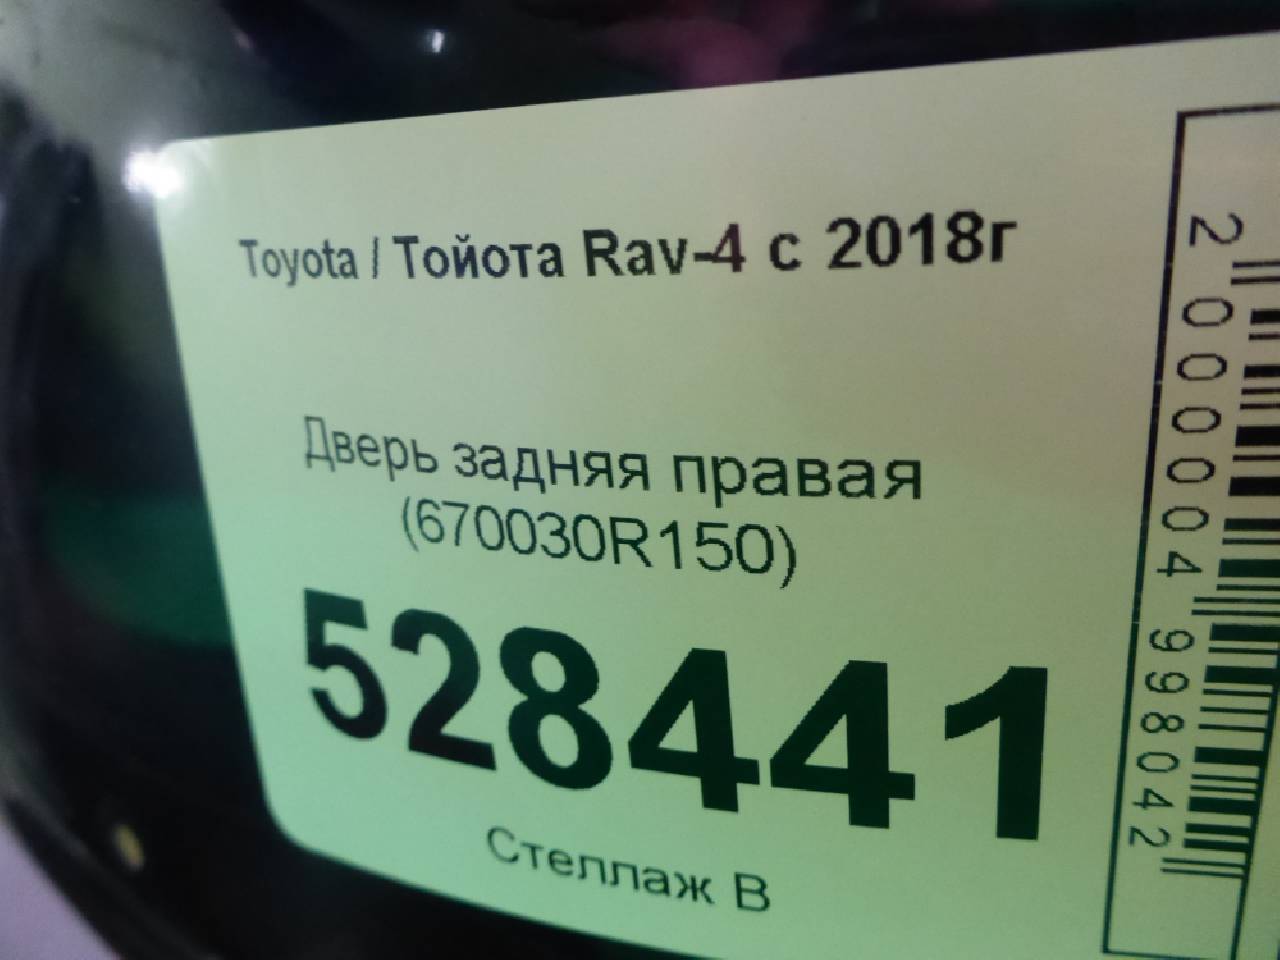 Toyota / Тойота Rav-4 с 2018г
Дверь задняя правая
(670030R150)
528441
Стеллаж В
2000004998042